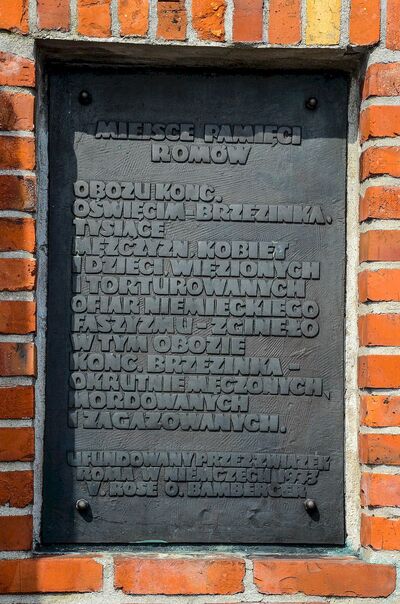 MIEJSCE PAMIĘCI
ROMÓW
OBOZU KONC.
OŚWIĘCIM-BRZEZINKA.
TYSIĄCE
MĘŻCZYZN, KOBIET
I DZIECI WIĘZIONYCH
I TORTUROWANYCH
OFIAR NIEMIECKIEGO
FASZYZMU - ZGINĘŁO
W TYM OBOZIE
KONC. BRZEZINKA -
OKRUTNIE MĘCZONYCH,
MORDOWANYCH
I ZAGAZOWANYCH.
UFUNDOWANY PRZEZ ZWIĄZEK
ROMA W NIEMCZECH 1973
V. ROSE O. BAMBERGER